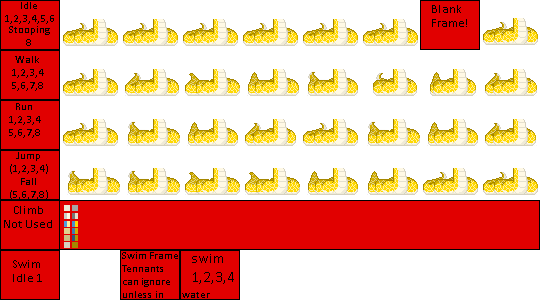 Idle
1,2,3,4,5,6
Stooping
8
Blank
Frame!
Walk
1,2,3,4
5,6,7,8
Run
1,2,3,4
5,6,7,8
Jump
(1,2,3,4)
Fall
(5,6,7,8)
Climb
Not Used
Swim
Idle 1
Swim Frame
Tennants
can ignore
unless in
swim
1,2,3,4
water